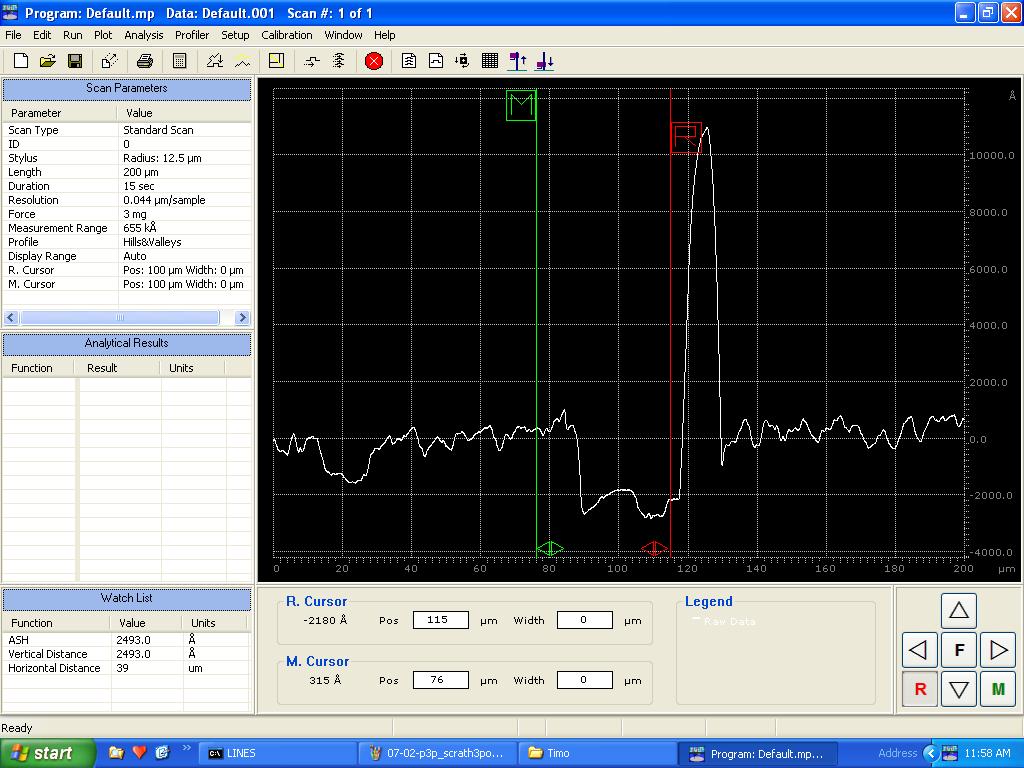 Program: Default.mp   Data: Default.001   Scan #: 1 of 1
File Edit Run Plot Analysis Profiler Setup Calibration Window Help
Scan Parameters
Parameter Value
Scan Type Standard Scan
ID 0
Stylus Radius: 12.5 µm
Length 200 µm
Duration 15 sec
Resolution 0.044 µm/sample
Force 3 mg
Measurement Range 655 kÅ
Profile Hills&Valleys
Display Range Auto
R. Cursor Pos: 100 µm Width: 0 µm
M. Cursor Pos: 100 µm Width: 0 µm
Analytical Results
Function Result Units
Watch List
Function Value Units
ASH 2493.0 Å
Vertical Distance 2493.0 Å
Horizontal Distance 39 um
M
R
Å
10000.0
8000.0
6000.0
4000.0
2000.0
0.0
-2000.0
-4000.0
0 20 40 60 80 100 120 140 160 180 200 µm
R. Cursor
-2180 Å Pos 115 µm Width 0 µm
M. Cursor
315 Å Pos 76 µm Width 0 µm
Legend
Raw Data
F
R M
Ready
start LINES 07-02-p3p_scrath3po... Timo Program: Default.mp... Address 11:58 AM